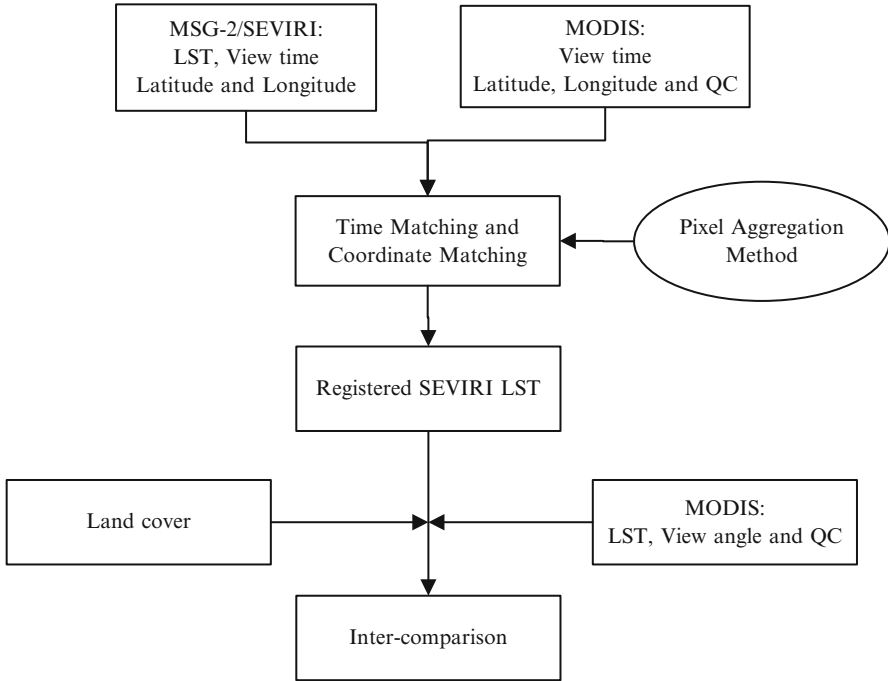 MSG-2/SEVIRI:
LST, View time
Latitude and Longitude
MODIS:
View time
Latitude, Longitude and QC
Time Matching and
Coordinate Matching
Pixel Aggregation
Method
Registered SEVIRI LST
Land cover
MODIS:
LST, View angle and QC
Inter-comparison